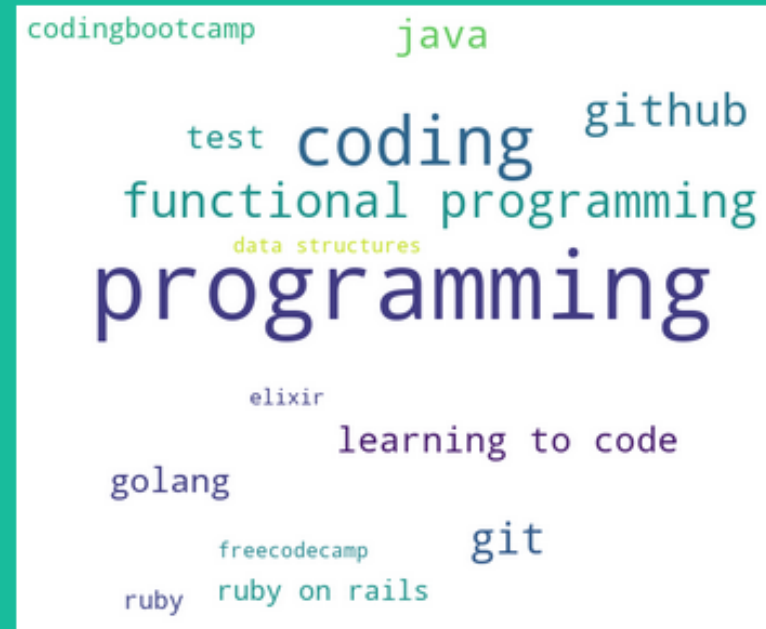 codingbootcamp java
github
test coding
functional programming
data structures
programming
elixir
learning to code
golang
git
freecodecamp
ruby on rails
ruby